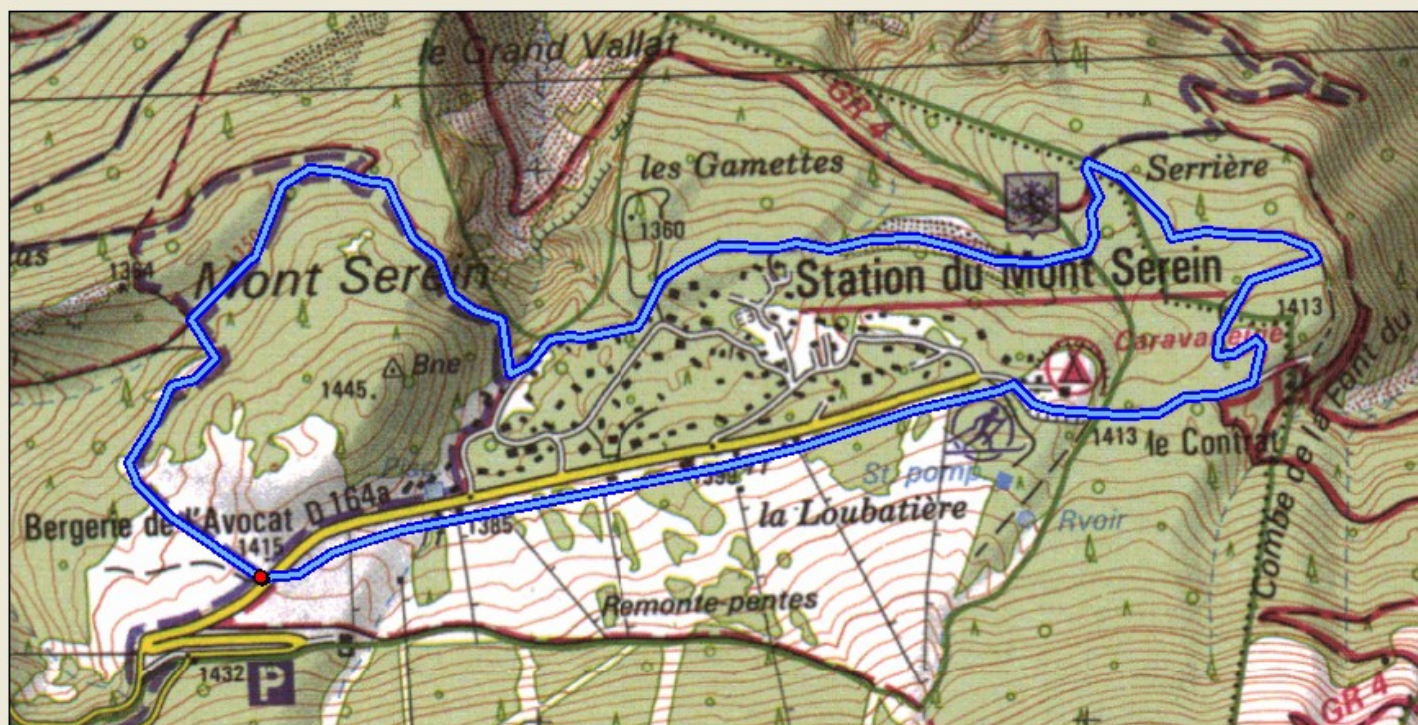 le Grand Vallat
GR 4
les Gamettes
Serrière
1360
1364
Mont Serein
Station du Mont Serein
1413
Caravaneige
Bne
1445.
1413
le Contrat
Combe de la Font du
St. pomp.
D 164a
la Loubatière
Rvoir
Bergerie de l'Avocat
1385
1415
Remonte-pentes
1432
P
GR 4